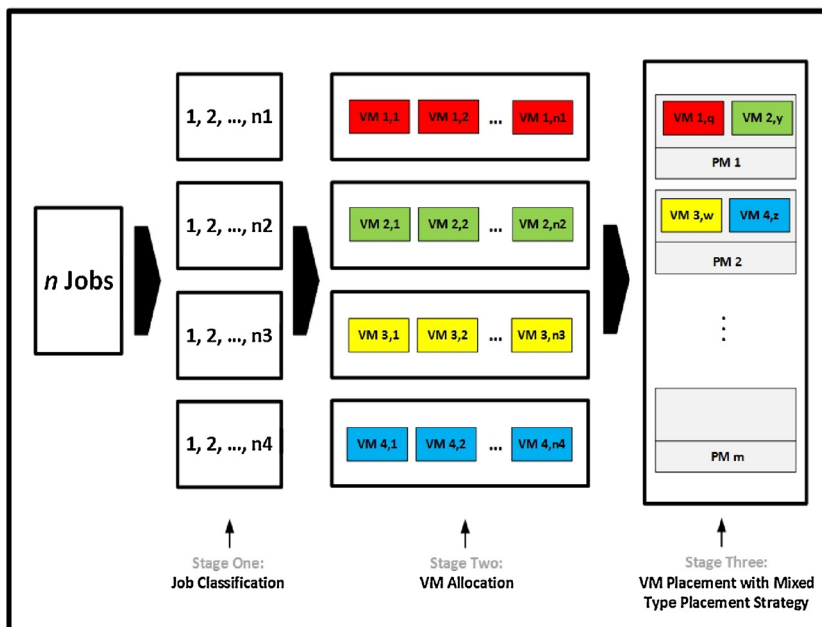 n Jobs
1, 2, ..., n1
1, 2, ..., n2
1, 2, ..., n3
1, 2, ..., n4
VM 1,1 VM 1,2 ... VM 1,n1
VM 2,1 VM 2,2 ... VM 2,n2
VM 3,1 VM 3,2 ... VM 3,n3
VM 4,1 VM 4,2 ... VM 4,n4
VM 1,q VM 2,y
PM 1
VM 3,w VM 4,z
PM 2
⋮
PM m
Stage One:
Job Classification
Stage Two:
VM Allocation
Stage Three:
VM Placement with Mixed
Type Placement Strategy